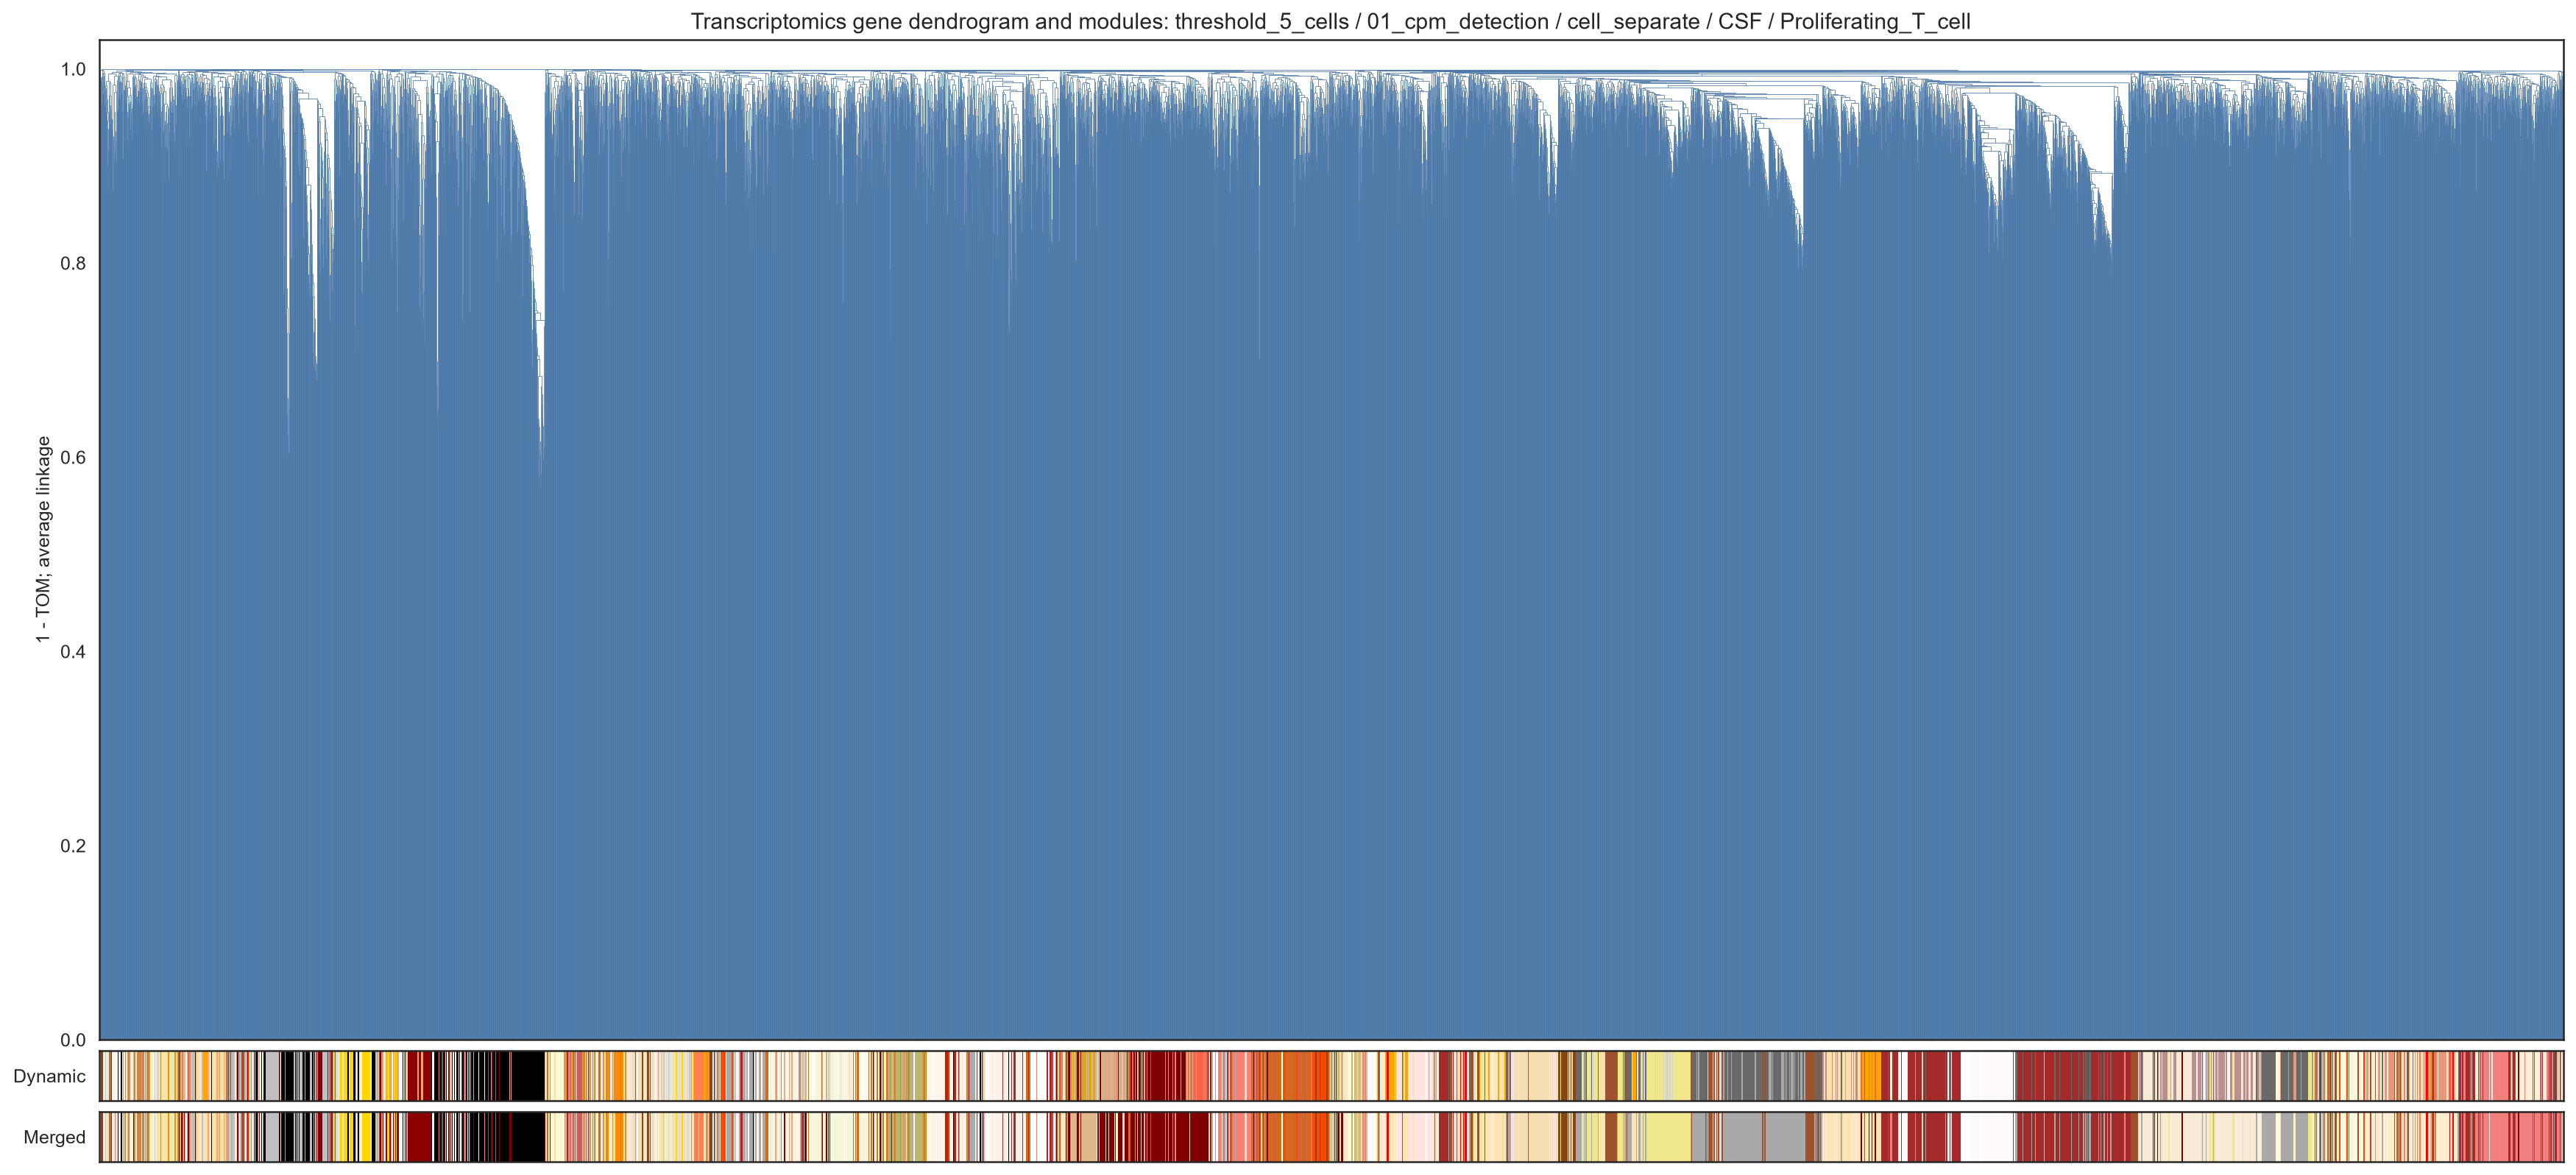 Transcriptomics gene dendrogram and modules: threshold_5_cells / 01_cpm_detection / cell_separate / CSF / Proliferating_T_cell
1.0
0.8
0.6
0.4
0.2
0.0
1 - TOM; average linkage
Dynamic
Merged